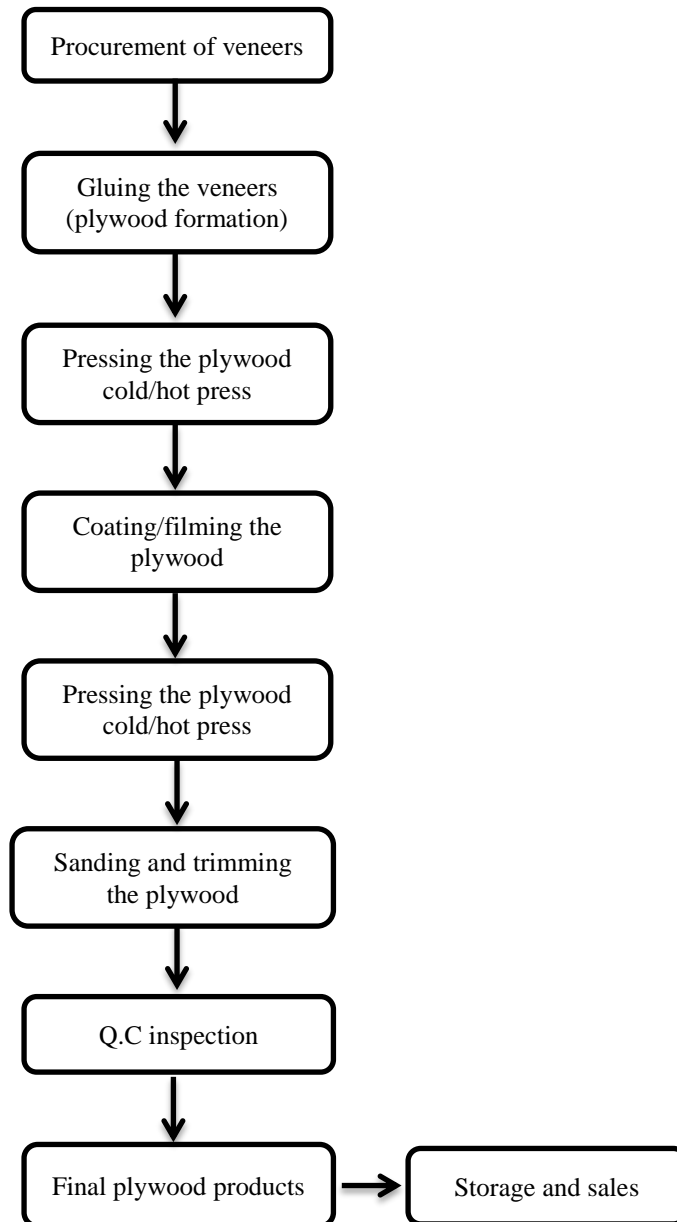 Procurement of veneers
Gluing the veneers
(plywood formation)
Pressing the plywood
cold/hot press
Coating/filming the
plywood
Pressing the plywood
cold/hot press
Sanding and trimming
the plywood
Q.C inspection
Final plywood products
Storage and sales